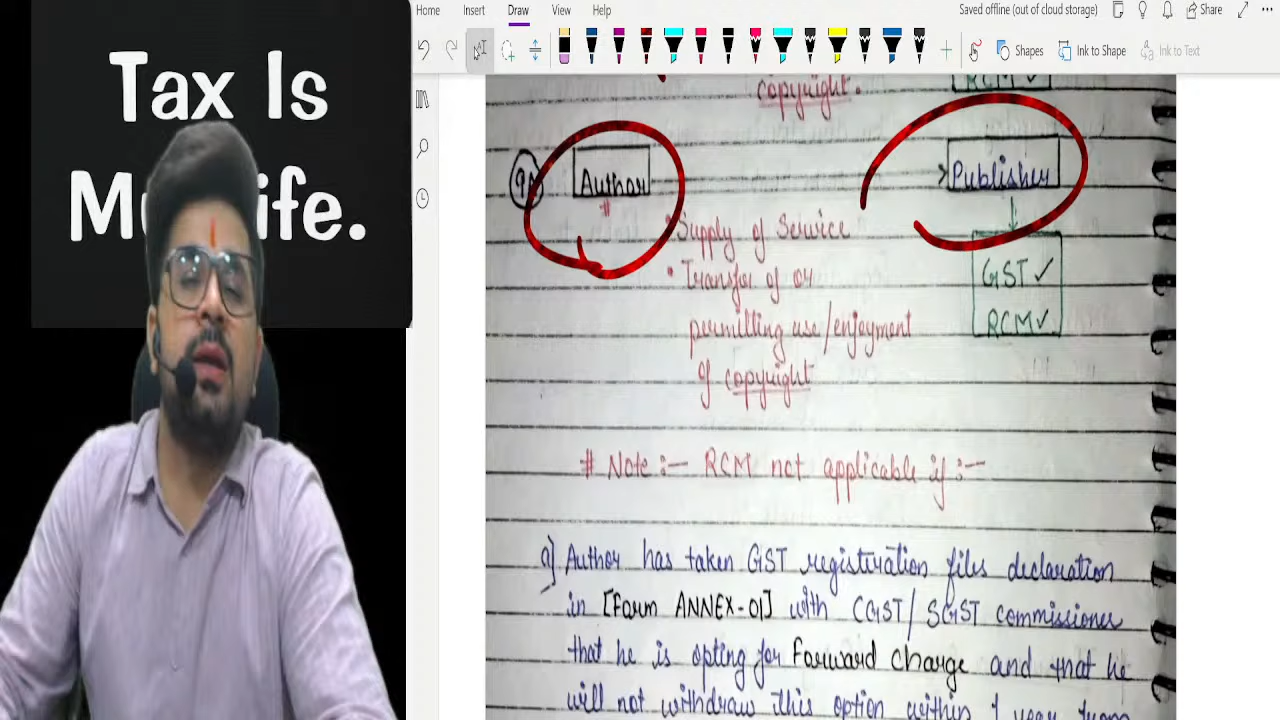 Tax Is
My Life.
Home Insert Draw View Help
Saved offline (out of cloud storage)
Share
Shapes
Ink to Shape
Ink to Text
copyright.
RCM ✓
9A Author
Publisher
#
• Supply of Service
• Transfer of or
permitting use/enjoyment
of copyright
GST ✓
RCM ✓
# Note :- RCM not applicable if :-
a] Author has taken GST registration files declaration
in [Form ANNEX-01] with CGST/SGST commissioner
that he is opting for Forward Charge and that he
will not withdraw this option within 1 year from